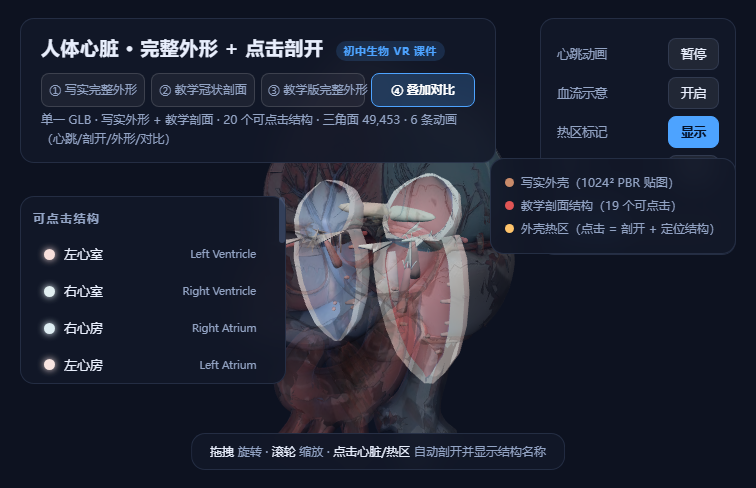 人体心脏 · 完整外形 + 点击剖开
初中生物 VR 课件
① 写实完整外形
② 教学冠状剖面
③ 教学版完整外形
④ 叠加对比
单一 GLB · 写实外形 + 教学剖面 · 20 个可点击结构 · 三角面 49,453 · 6 条动画
（心跳/剖开/外形/对比）
心跳动画 暂停
血流示意 开启
热区标记 显示
写实外壳（1024² PBR 贴图）
教学剖面结构（19 个可点击）
外壳热区（点击 = 剖开 + 定位结构）
可点击结构
左心室 Left Ventricle
右心室 Right Ventricle
右心房 Right Atrium
左心房 Left Atrium
拖拽 旋转 · 滚轮 缩放 · 点击心脏/热区 自动剖开并显示结构名称